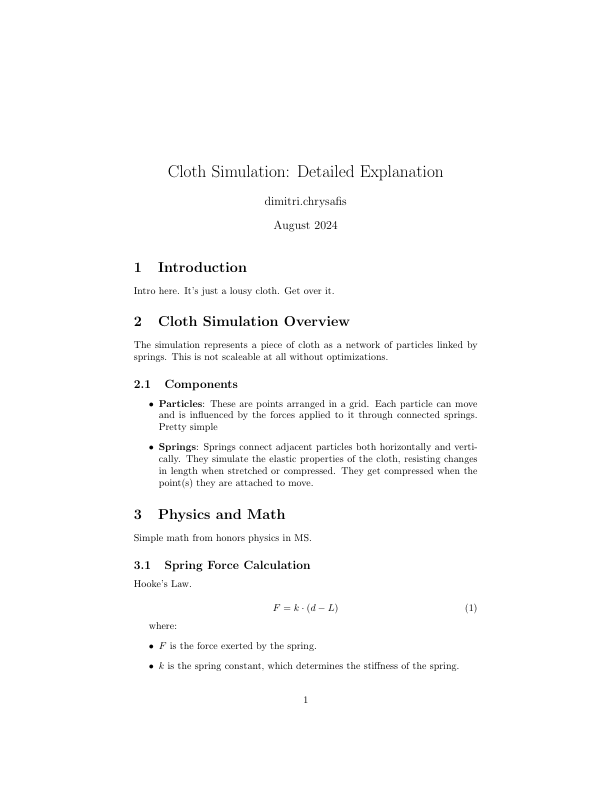 Cloth Simulation: Detailed Explanation
dimitri.chrysafis
August 2024
1 Introduction
Intro here. It's just a lousy cloth. Get over it.
2 Cloth Simulation Overview
The simulation represents a piece of cloth as a network of particles linked by
springs. This is not scaleable at all without optimizations.
2.1 Components
• Particles: These are points arranged in a grid. Each particle can move
and is influenced by the forces applied to it through connected springs.
Pretty simple
• Springs: Springs connect adjacent particles both horizontally and verti-
cally. They simulate the elastic properties of the cloth, resisting changes
in length when stretched or compressed. They get compressed when the
point(s) they are attached to move.
3 Physics and Math
Simple math from honors physics in MS.
3.1 Spring Force Calculation
Hooke's Law.
F = k · (d − L) (1)
where:
• F is the force exerted by the spring.
• k is the spring constant, which determines the stiffness of the spring.
1